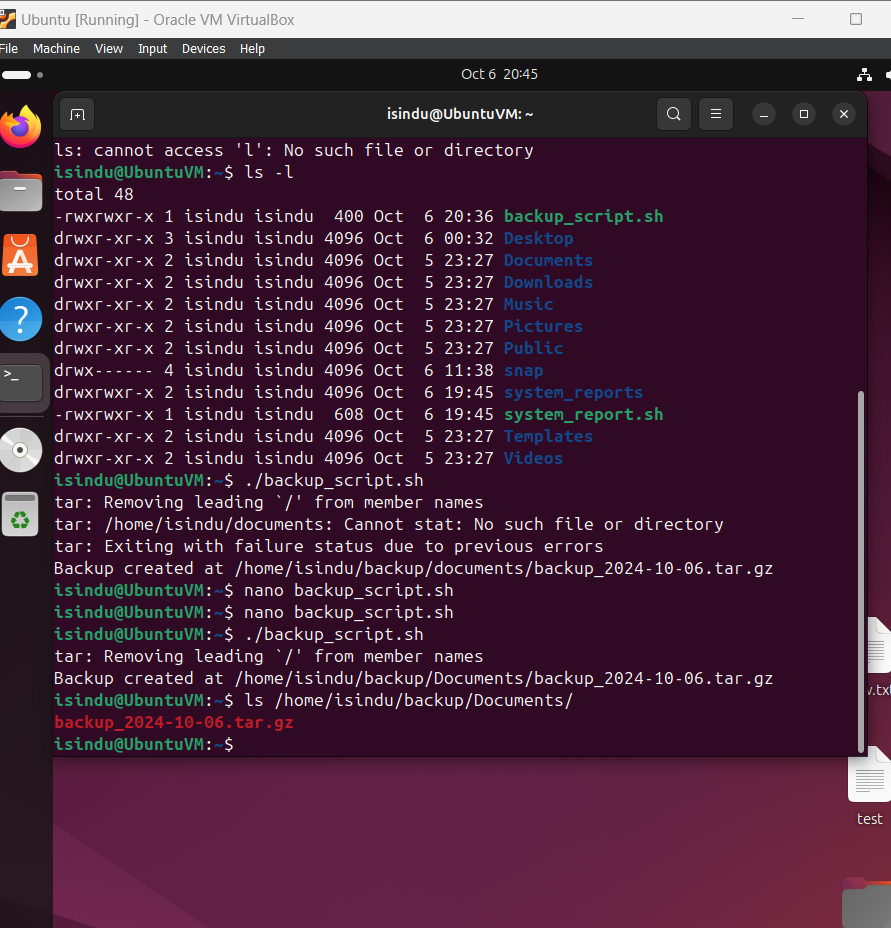 Ubuntu [Running] - Oracle VM VirtualBox
File Machine View Input Devices Help
Oct 6 20:45
isindu@UbuntuVM: ~
ls: cannot access 'l': No such file or directory
isindu@UbuntuVM:~$ ls -l
total 48
-rwxrwxr-x 1 isindu isindu  400 Oct  6 20:36 backup_script.sh
drwxr-xr-x 3 isindu isindu 4096 Oct  6 00:32 Desktop
drwxr-xr-x 2 isindu isindu 4096 Oct  5 23:27 Documents
drwxr-xr-x 2 isindu isindu 4096 Oct  5 23:27 Downloads
drwxr-xr-x 2 isindu isindu 4096 Oct  5 23:27 Music
drwxr-xr-x 2 isindu isindu 4096 Oct  5 23:27 Pictures
drwxr-xr-x 2 isindu isindu 4096 Oct  5 23:27 Public
drwx------ 4 isindu isindu 4096 Oct  6 11:38 snap
drwxrwxr-x 2 isindu isindu 4096 Oct  6 19:45 system_reports
-rwxrwxr-x 1 isindu isindu  608 Oct  6 19:45 system_report.sh
drwxr-xr-x 2 isindu isindu 4096 Oct  5 23:27 Templates
drwxr-xr-x 2 isindu isindu 4096 Oct  5 23:27 Videos
isindu@UbuntuVM:~$ ./backup_script.sh
tar: Removing leading `/' from member names
tar: /home/isindu/documents: Cannot stat: No such file or directory
tar: Exiting with failure status due to previous errors
Backup created at /home/isindu/backup/documents/backup_2024-10-06.tar.gz
isindu@UbuntuVM:~$ nano backup_script.sh
isindu@UbuntuVM:~$ nano backup_script.sh
isindu@UbuntuVM:~$ ./backup_script.sh
tar: Removing leading `/' from member names
Backup created at /home/isindu/backup/Documents/backup_2024-10-06.tar.gz
isindu@UbuntuVM:~$ ls /home/isindu/backup/Documents/
backup_2024-10-06.tar.gz
isindu@UbuntuVM:~$
test